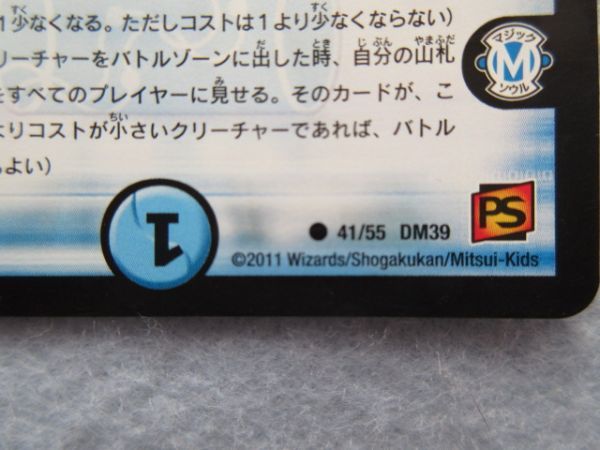 1少なくなる。ただしコストは1より少なくならない)
リーチャーをバトルゾーンに出した時、自分の山札
をすべてのプレイヤーに見せる。そのカードが、こ
よりコストが小さいクリーチャーであれば、バトル
よい)
マジック
M
ソウル
1
● 41/55 DM39
PS
©2011 Wizards/Shogakukan/Mitsui-Kids